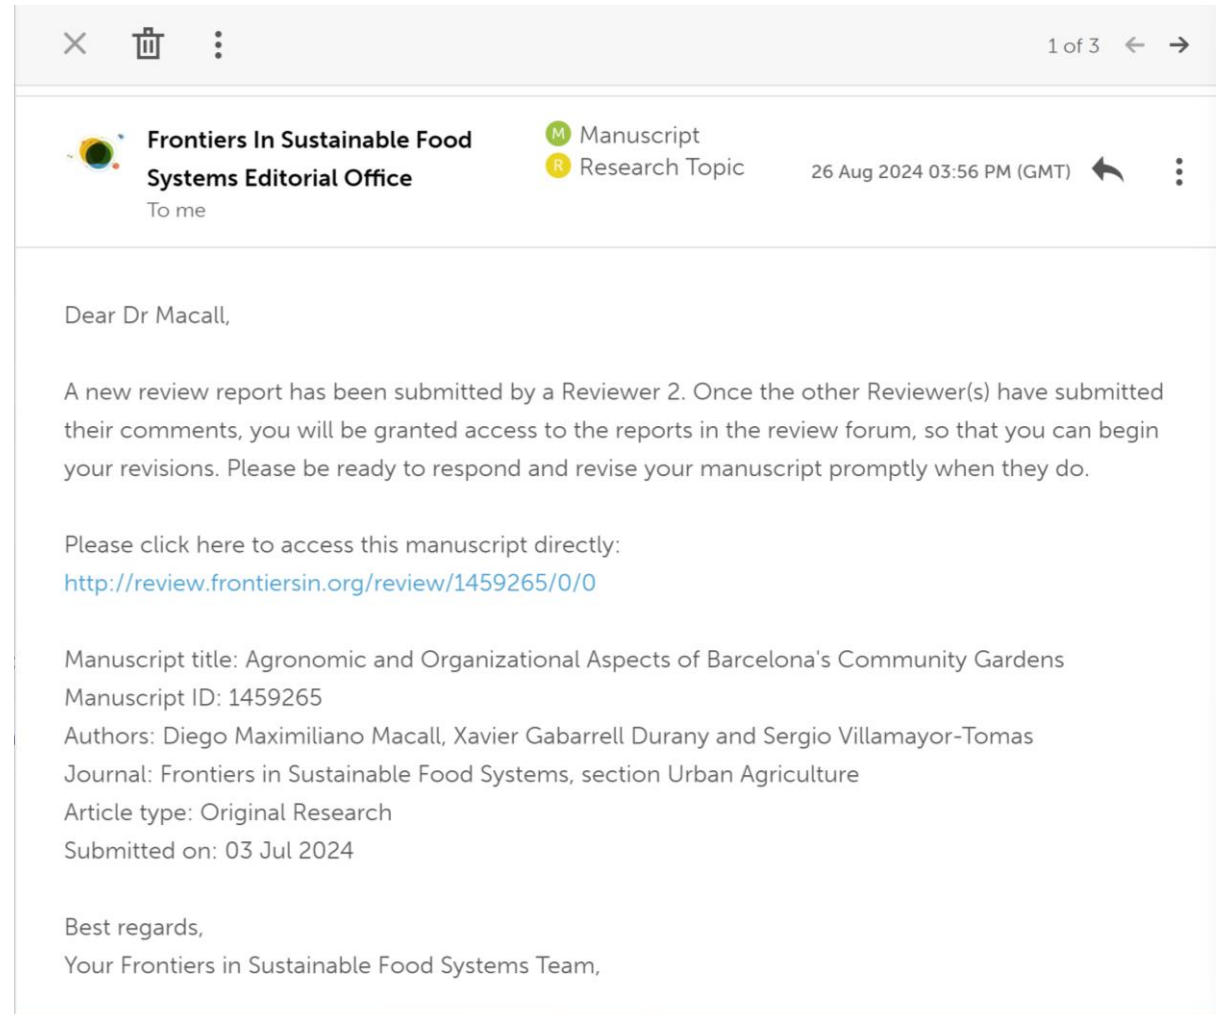 1 of 3
Frontiers In Sustainable Food
Systems Editorial Office
To me
M Manuscript
R Research Topic
26 Aug 2024 03:56 PM (GMT)
Dear Dr Macall,
A new review report has been submitted by a Reviewer 2. Once the other Reviewer(s) have submitted
their comments, you will be granted access to the reports in the review forum, so that you can begin
your revisions. Please be ready to respond and revise your manuscript promptly when they do.
Please click here to access this manuscript directly:
http://review.frontiersin.org/review/1459265/0/0
Manuscript title: Agronomic and Organizational Aspects of Barcelona's Community Gardens
Manuscript ID: 1459265
Authors: Diego Maximiliano Macall, Xavier Gabarrell Durany and Sergio Villamayor-Tomas
Journal: Frontiers in Sustainable Food Systems, section Urban Agriculture
Article type: Original Research
Submitted on: 03 Jul 2024
Best regards,
Your Frontiers in Sustainable Food Systems Team,